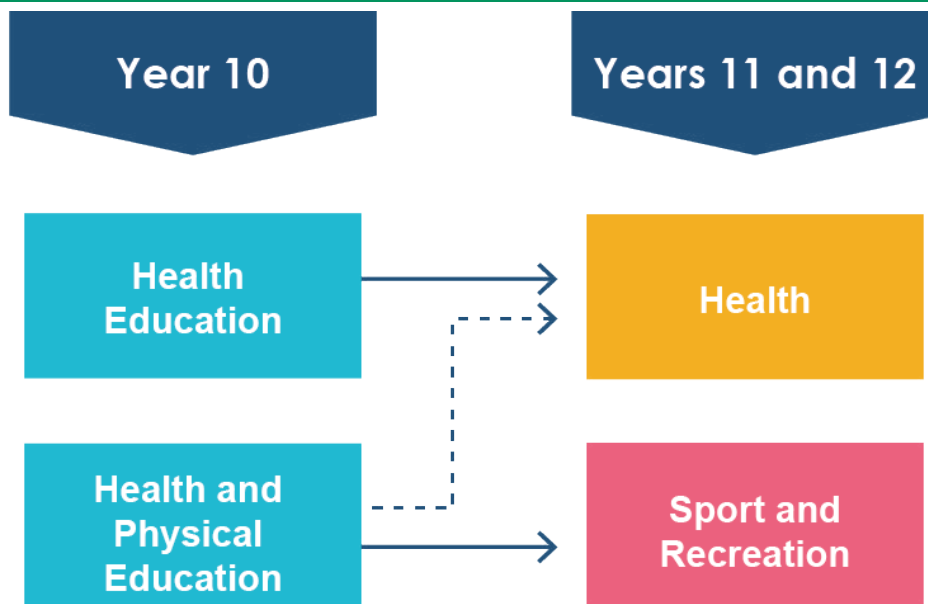 Year 10
Years 11 and 12
Health
Education
Health
Health and
Physical
Education
Sport and
Recreation